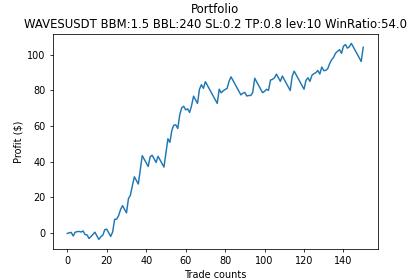 Portfolio
WAVESUSDT BBM:1.5 BBL:240 SL:0.2 TP:0.8 lev:10 WinRatio:54.0
100
80
60
40
20
0
Profit ($)
0 20 40 60 80 100 120 140
Trade counts